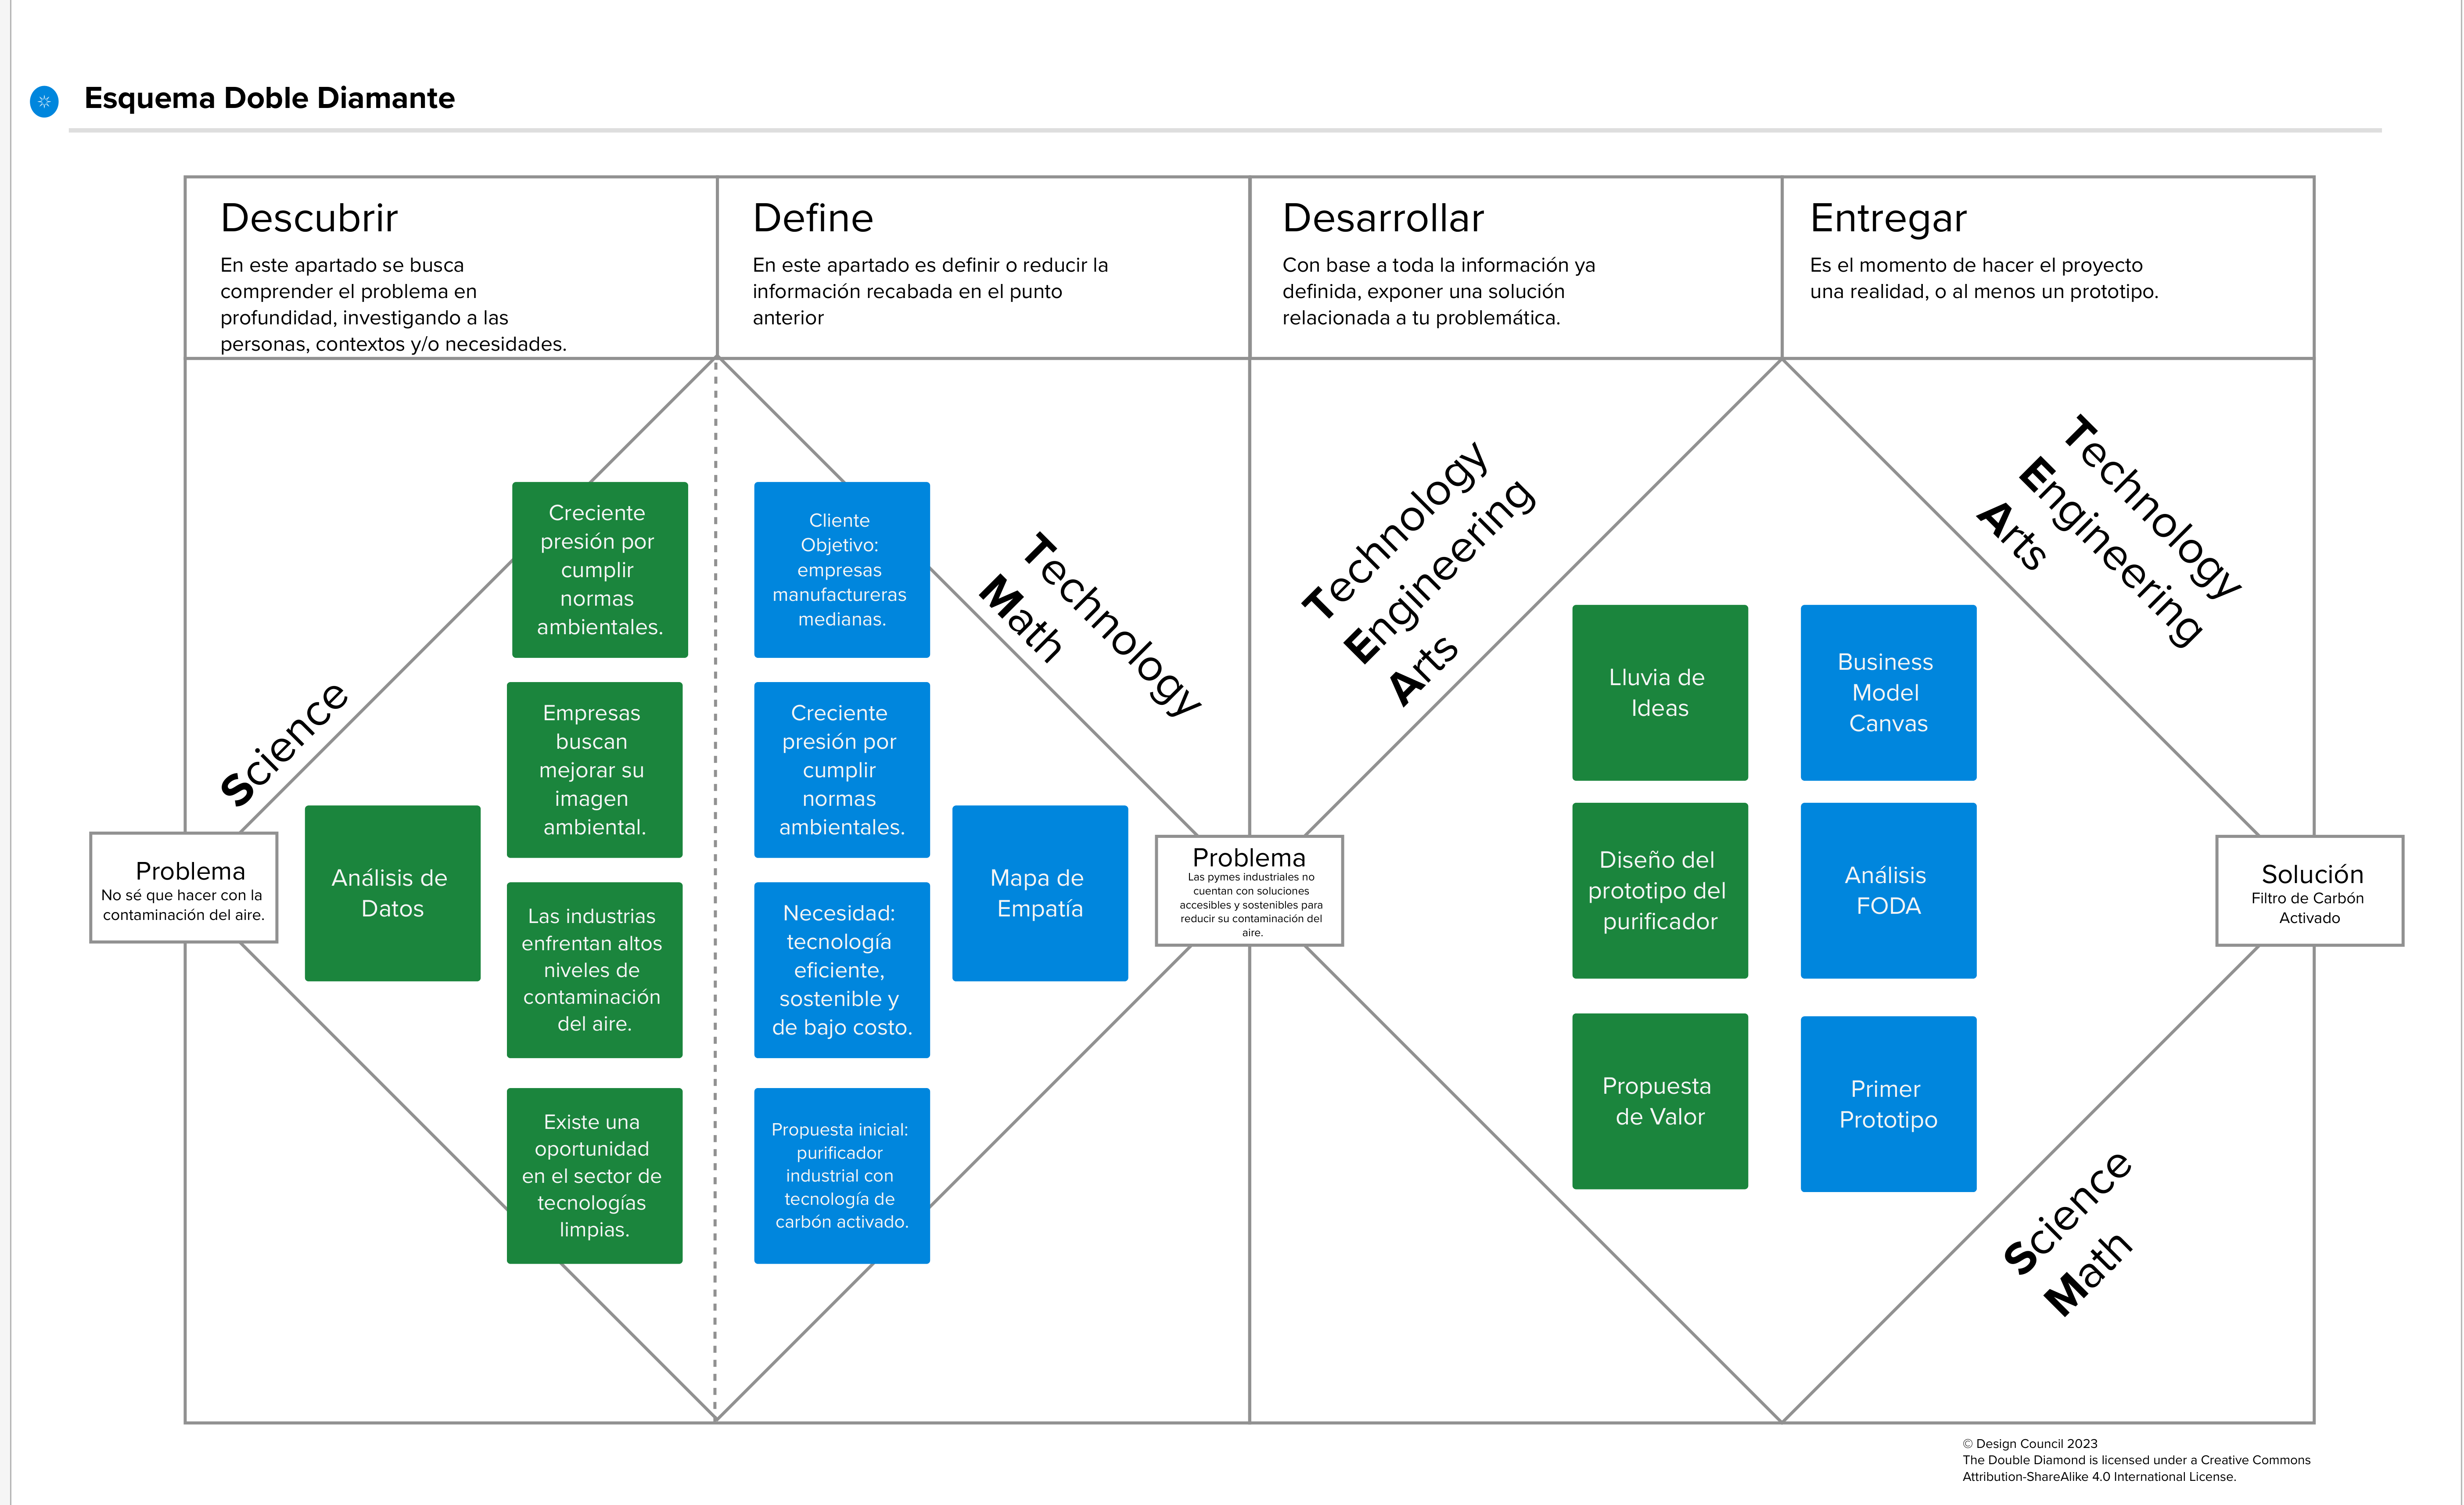 Esquema Doble Diamante
Descubrir
En este apartado se busca
comprender el problema en
profundidad, investigando a las
personas, contextos y/o necesidades.
Define
En este apartado es definir o reducir la
información recabada en el punto
anterior
Desarrollar
Con base a toda la información ya
definida, exponer una solución
relacionada a tu problemática.
Entregar
Es el momento de hacer el proyecto
una realidad, o al menos un prototipo.
Science
Problema
No sé que hacer con la
contaminación del aire.
Análisis de
Datos
Creciente
presión por
cumplir
normas
ambientales.
Empresas
buscan
mejorar su
imagen
ambiental.
Las industrias
enfrentan altos
niveles de
contaminación
del aire.
Existe una
oportunidad
en el sector de
tecnologías
limpias.
Cliente
Objetivo:
empresas
manufactureras
medianas.
Creciente
presión por
cumplir
normas
ambientales.
Necesidad:
tecnología
eficiente,
sostenible y
de bajo costo.
Propuesta inicial:
purificador
industrial con
tecnología de
carbón activado.
Technology
Math
Mapa de
Empatía
Problema
Las pymes industriales no
cuentan con soluciones
accesibles y sostenibles para
reducir su contaminación del
aire.
Technology
Engineering
Arts
Lluvia de
Ideas
Diseño del
prototipo del
purificador
Propuesta
de Valor
Business
Model
Canvas
Análisis
FODA
Primer
Prototipo
Technology
Engineering
Arts
Solución
Filtro de Carbón
Activado
Science
Math
© Design Council 2023
The Double Diamond is licensed under a Creative Commons
Attribution-ShareAlike 4.0 International License.